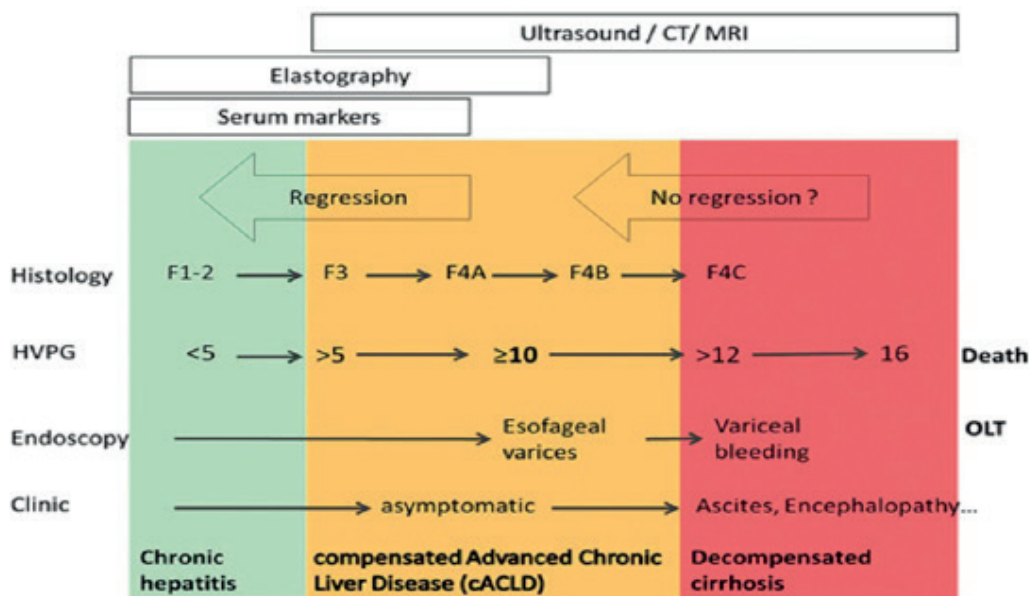 Ultrasound / CT/ MRI
Elastography
Serum markers
Regression
No regression ?
Histology F1-2 F3 F4A F4B F4C
HVPG <5 >5 ≥10 >12 16 Death
Endoscopy Esofageal varices Variceal bleeding OLT
Clinic asymptomatic Ascites, Encephalopathy...
Chronic hepatitis
compensated Advanced Chronic
Liver Disease (cACLD)
Decompensated
cirrhosis